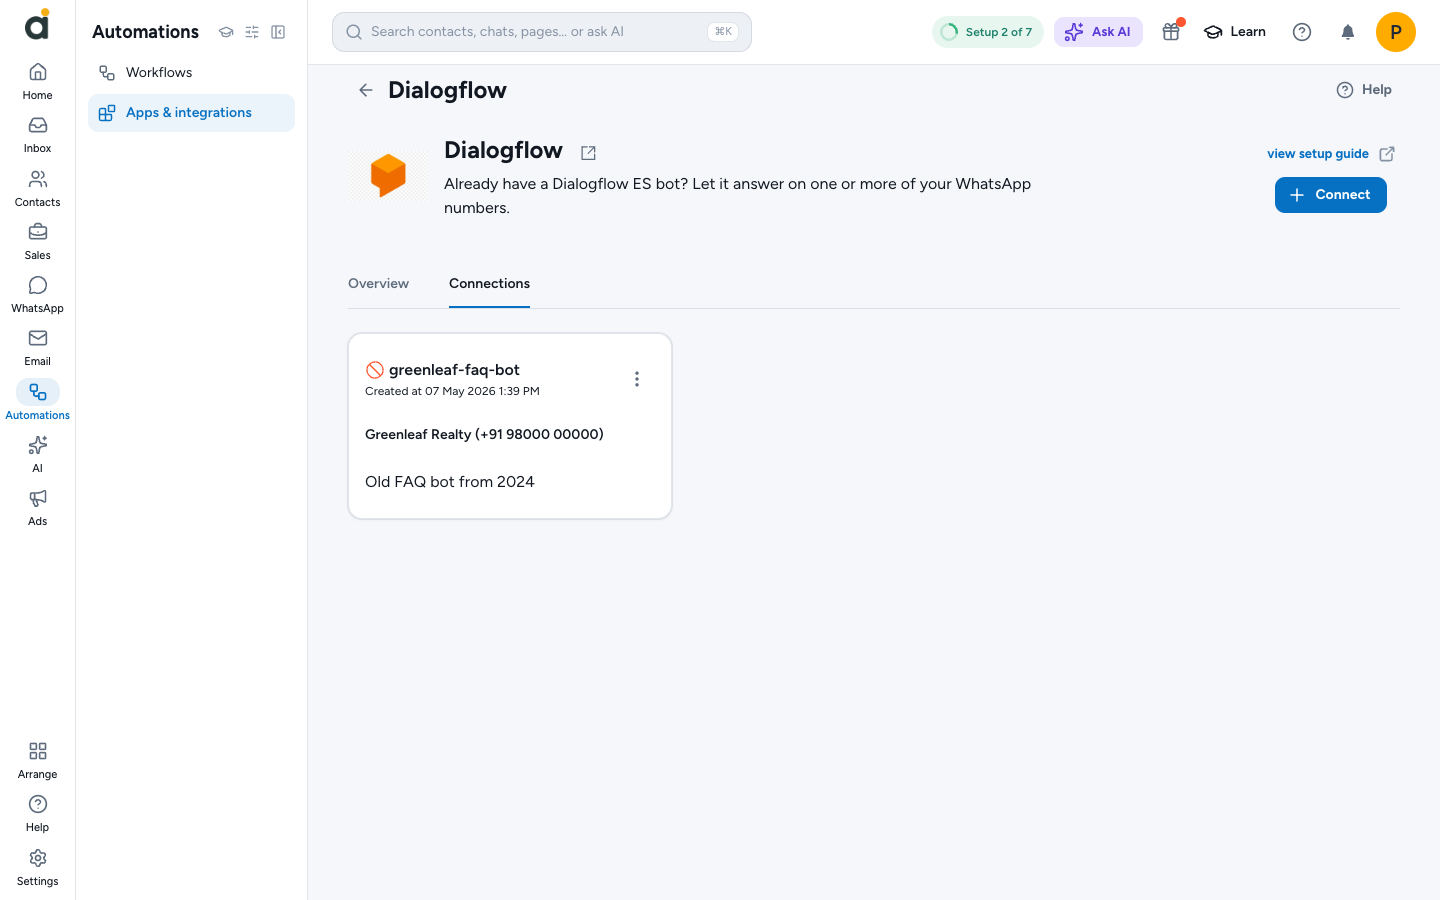 Automations
Search contacts, chats, pages... or ask AI
⌘K
Setup 2 of 7
Ask AI
Learn
P
Home
Inbox
Contacts
Sales
WhatsApp
Email
Automations
AI
Ads
Arrange
Help
Settings
Workflows
Apps & integrations
Dialogflow
Help
Dialogflow
Already have a Dialogflow ES bot? Let it answer on one or more of your WhatsApp
numbers.
view setup guide
Connect
Overview
Connections
greenleaf-faq-bot
Created at 07 May 2026 1:39 PM
Greenleaf Realty (+91 98000 00000)
Old FAQ bot from 2024